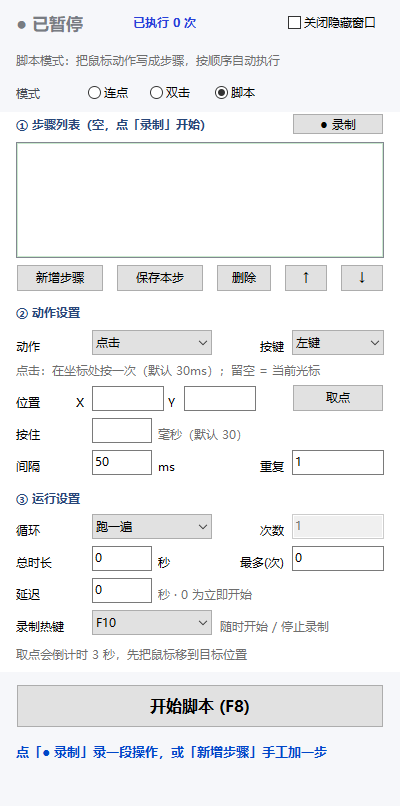 ● 已暂停 已执行 0 次 关闭隐藏窗口
脚本模式：把鼠标动作写成步骤，按顺序自动执行
模式 连点 双击 脚本
① 步骤列表（空，点「录制」开始） ● 录制
新增步骤 保存本步 删除 ↑ ↓
② 动作设置
动作 点击 按键 左键
点击：在坐标处按一次（默认 30ms）；留空 = 当前光标
位置 X Y 取点
按住 毫秒（默认 30）
间隔 50 ms 重复 1
③ 运行设置
循环 跑一遍 次数 1
总时长 0 秒 最多(次) 0
延迟 0 秒 · 0 为立即开始
录制热键 F10 随时开始 / 停止录制
取点会倒计时 3 秒，先把鼠标移到目标位置
开始脚本 (F8)
点「● 录制」录一段操作，或「新增步骤」手工加一步